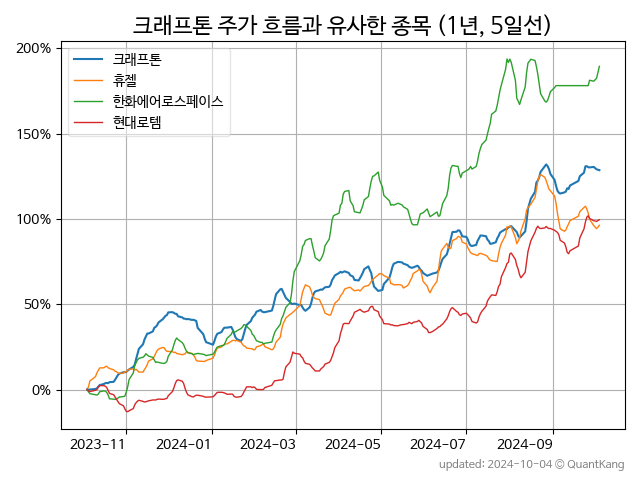 크래프톤 주가 흐름과 유사한 종목 (1년, 5일선)
200%
150%
100%
50%
0%
크래프톤
휴젤
한화에어로스페이스
현대로템
2023-11
2024-01
2024-03
2024-05
2024-07
2024-09
updated: 2024-10-04 © QuantKang